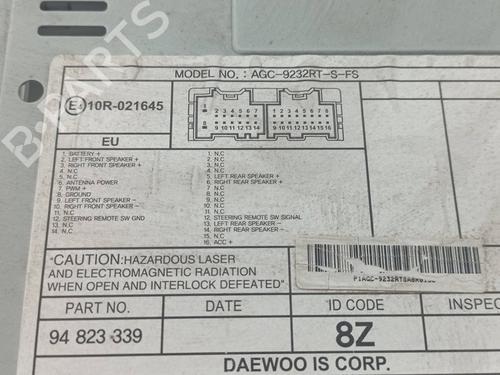 MODEL NO. : AGC-9232RT-S-FS
10R-021645
EU
1. BATTERY +
2. LEFT FRONT SPEAKER +
3. RIGHT FRONT SPEAKER +
4. N.C
5. N.C
6. ANTENNA POWER
7. PWM +
8. GROUND
9. LEFT FRONT SPEAKER -
10. RIGHT FRONT SPEAKER -
11. N.C
12. STEERING REMOTE SW GND
13. N.C
14. N.C
1. N.C
2. N.C
3. N.C
4. N.C
5. LEFT REAR SPEAKER +
6. RIGHT REAR SPEAKER +
7. N.C
8. N.C
9. N.C
10. N.C
11. N.C
12. STEERING REMOTE SW SIGNAL
13. LEFT REAR SPEAKER -
14. RIGHT REAR SPEAKER -
15. N.C
16. ACC +
"CAUTION:HAZARDOUS LASER
AND ELECTROMAGNETIC RADIATION
WHEN OPEN AND INTERLOCK DEFEATED"
PART NO.
DATE
ID CODE
INSPEC
94 823 339
8Z
DAEWOO IS CORP.
B-PARTS